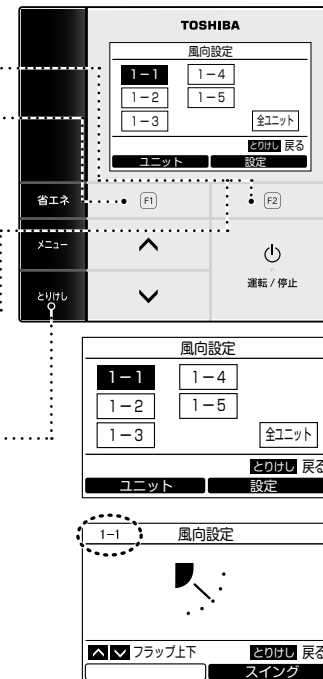 TOSHIBA
風向設定
1－1 1－4
1－2 1－5
1－3 全ユニット
とりけし 戻る
ユニット 設定
省エネ F1 F2
メニュー
運転 / 停止
とりけし
風向設定
1－1 1－4
1－2 1－5
1－3 全ユニット
とりけし 戻る
ユニット 設定
1－1 風向設定
フラップ上下 とりけし 戻る
スイング